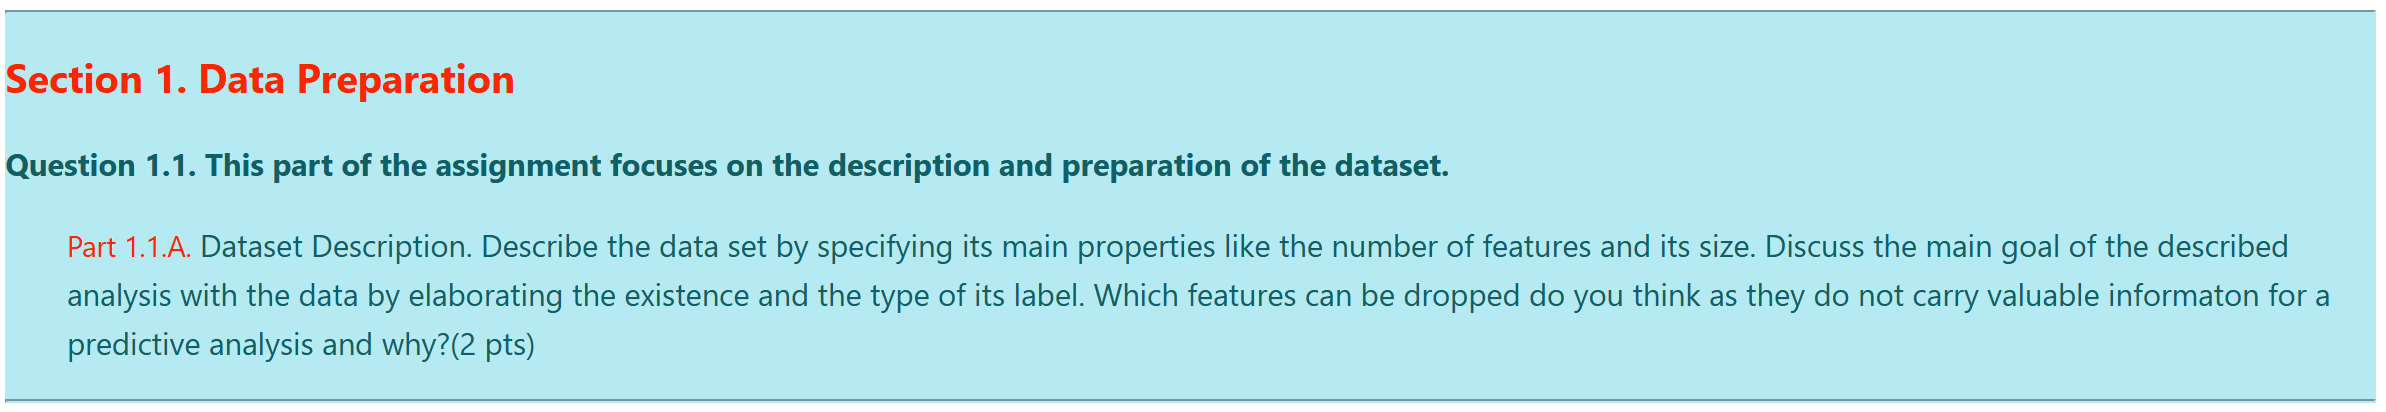 Section 1. Data Preparation
Question 1.1. This part of the assignment focuses on the description and preparation of the dataset.
Part 1.1.A. Dataset Description. Describe the data set by specifying its main properties like the number of features and its size. Discuss the main goal of the described
analysis with the data by elaborating the existence and the type of its label. Which features can be dropped do you think as they do not carry valuable informaton for a
predictive analysis and why?(2 pts)